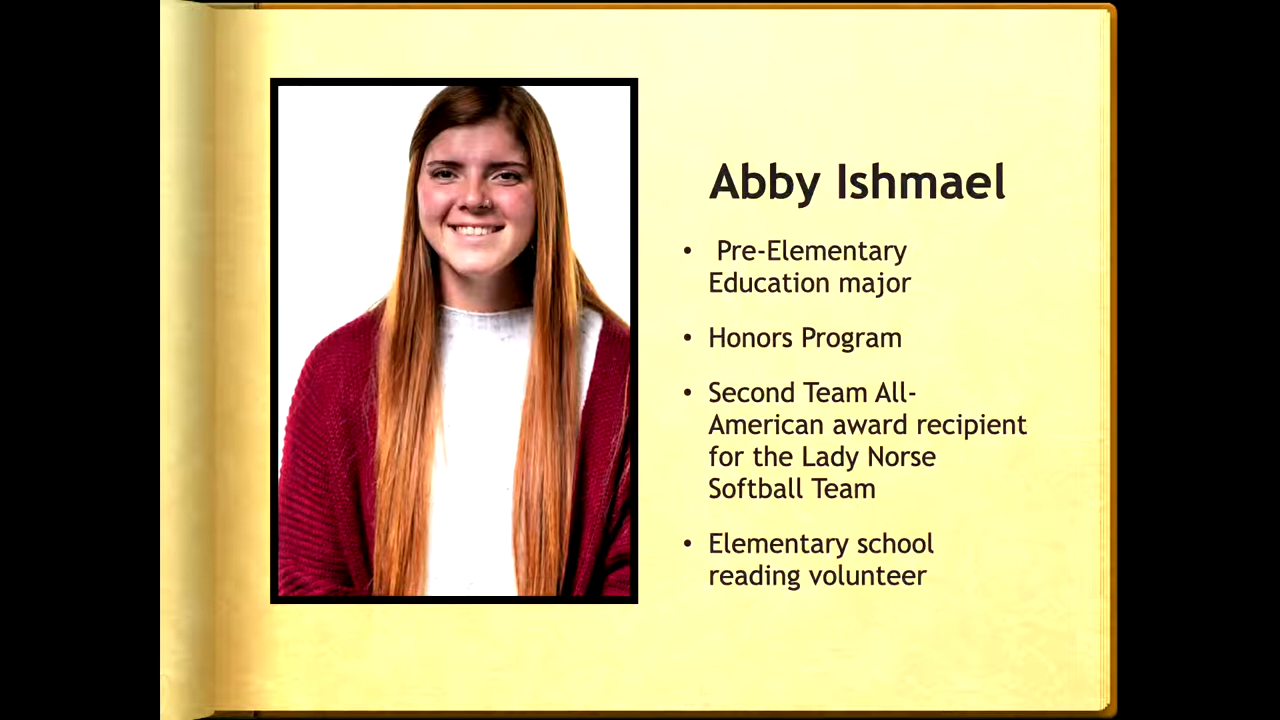 Abby Ishmael
• Pre-Elementary
Education major
• Honors Program
• Second Team All-
American award recipient
for the Lady Norse
Softball Team
• Elementary school
reading volunteer